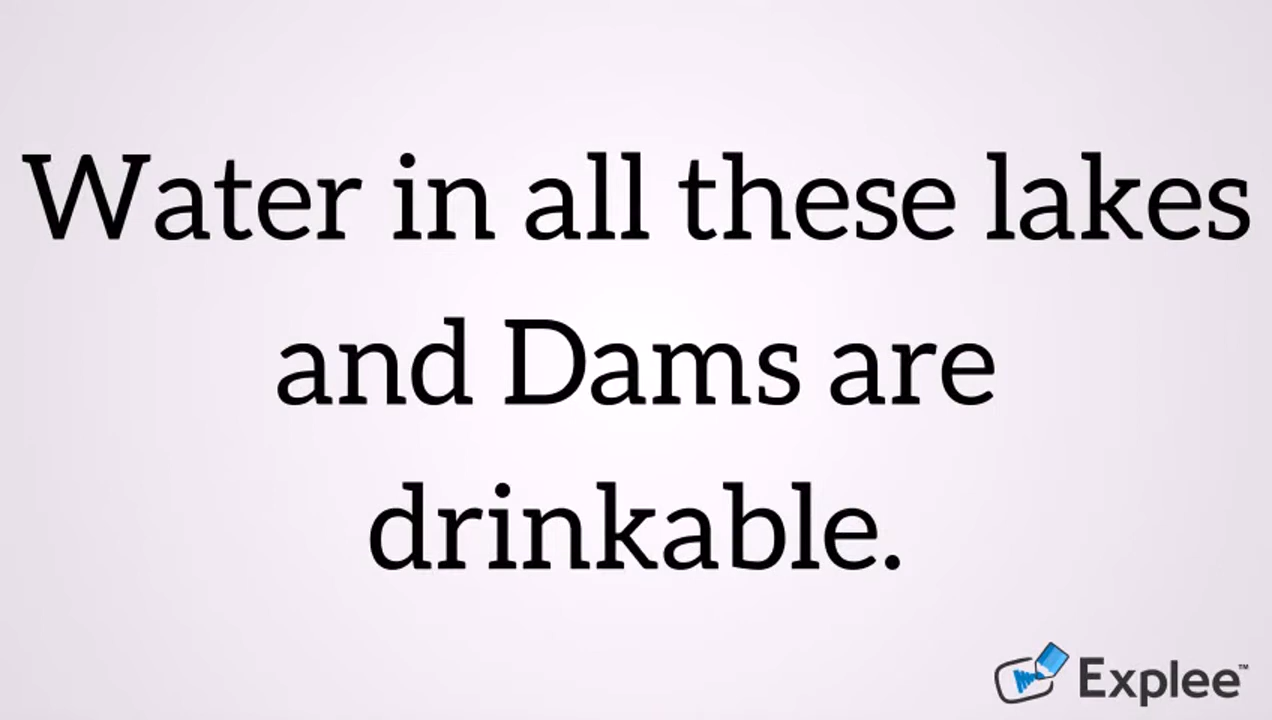 Water in all these lakes
and Dams are
drinkable.
Explee™